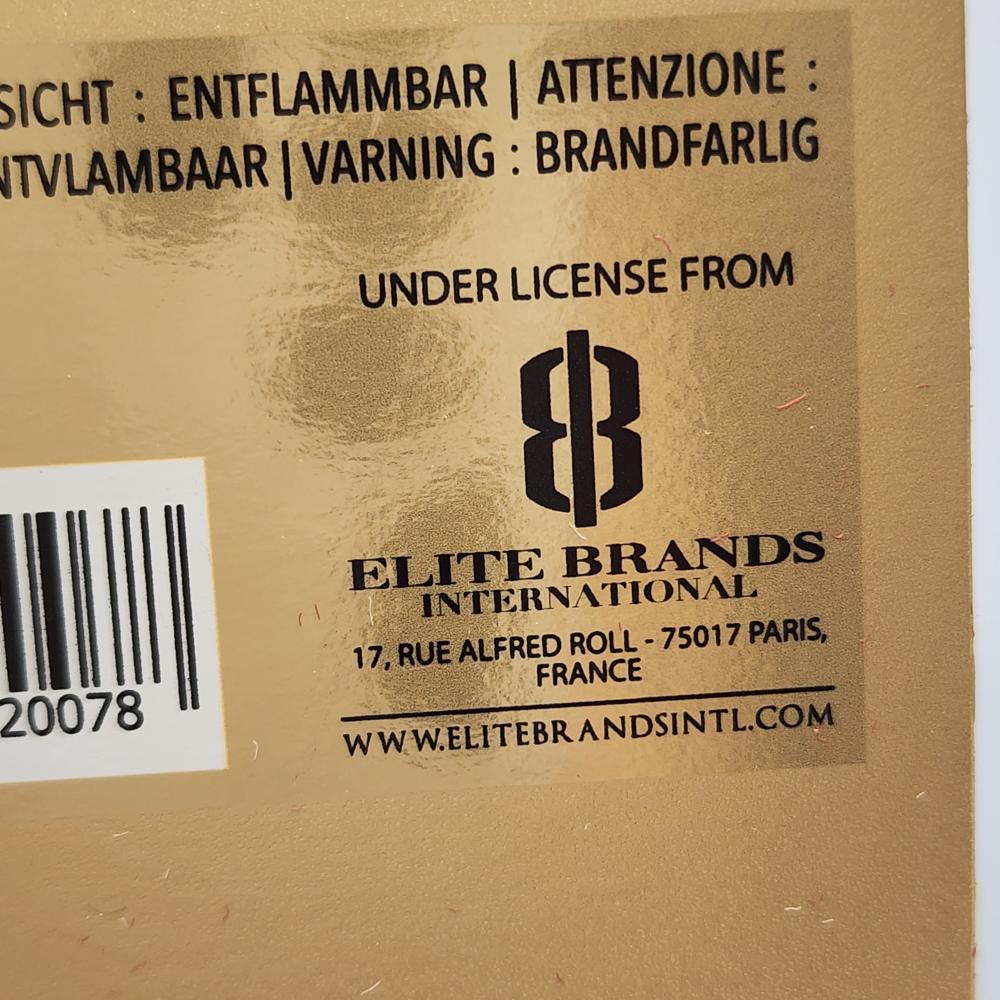 SICHT : ENTFLAMMBAR | ATTENZIONE :
NTVLAMBAAR | VARNING : BRANDFARLIG
UNDER LICENSE FROM
ELITE BRANDS
INTERNATIONAL
17, RUE ALFRED ROLL - 75017 PARIS,
FRANCE
WWW.ELITEBRANDSINTL.COM
20078